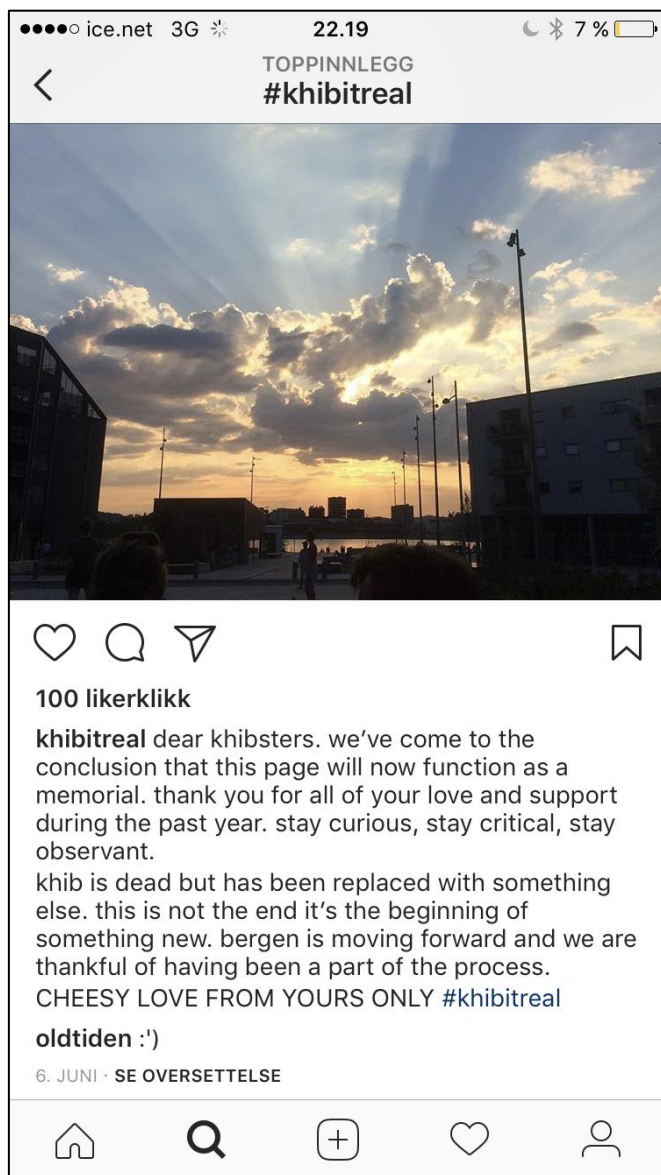 ice.net 3G 22.19 7 %
TOPPINNLEGG
#khibitreal
100 likerklikk
khibitreal dear khibsters. we've come to the
conclusion that this page will now function as a
memorial. thank you for all of your love and support
during the past year. stay curious, stay critical, stay
observant.
khib is dead but has been replaced with something
else. this is not the end it's the beginning of
something new. bergen is moving forward and we are
thankful of having been a part of the process.
CHEESY LOVE FROM YOURS ONLY #khibitreal
oldtiden :')
6. JUNI · SE OVERSETTELSE